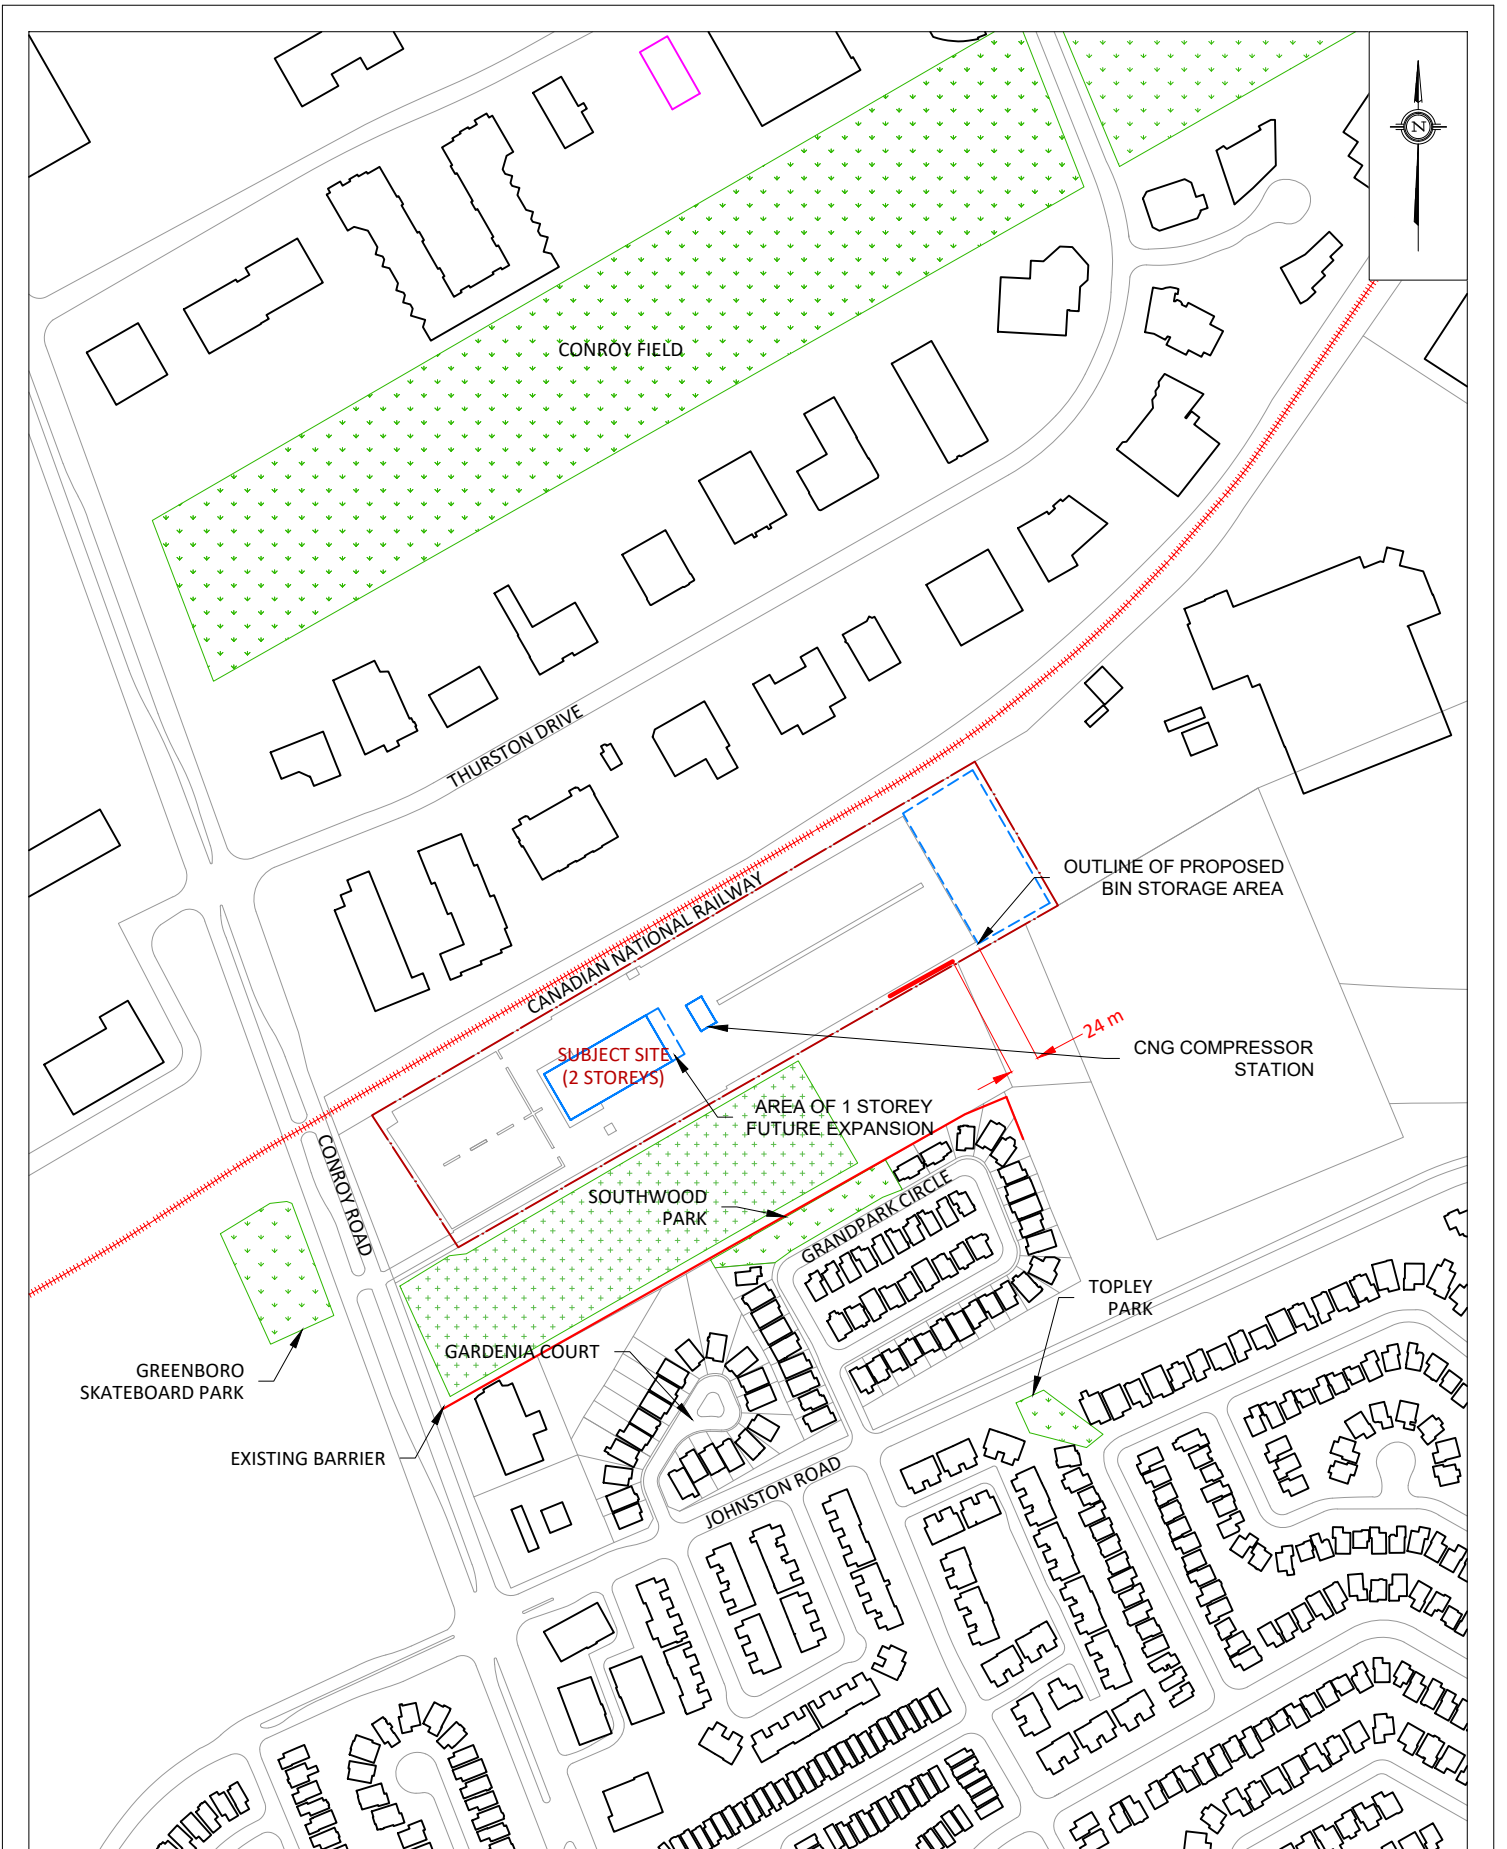 N
CONROY FIELD
THURSTON DRIVE
OUTLINE OF PROPOSED
BIN STORAGE AREA
CANADIAN NATIONAL RAILWAY
24 m
CNG COMPRESSOR
STATION
SUBJECT SITE
(2 STOREYS)
AREA OF 1 STOREY
FUTURE EXPANSION
CONROY ROAD
SOUTHWOOD
PARK
GRANDPARK CIRCLE
TOPLEY
PARK
GARDENIA COURT
GREENBORO
SKATEBOARD PARK
EXISTING BARRIER
JOHNSTON ROAD